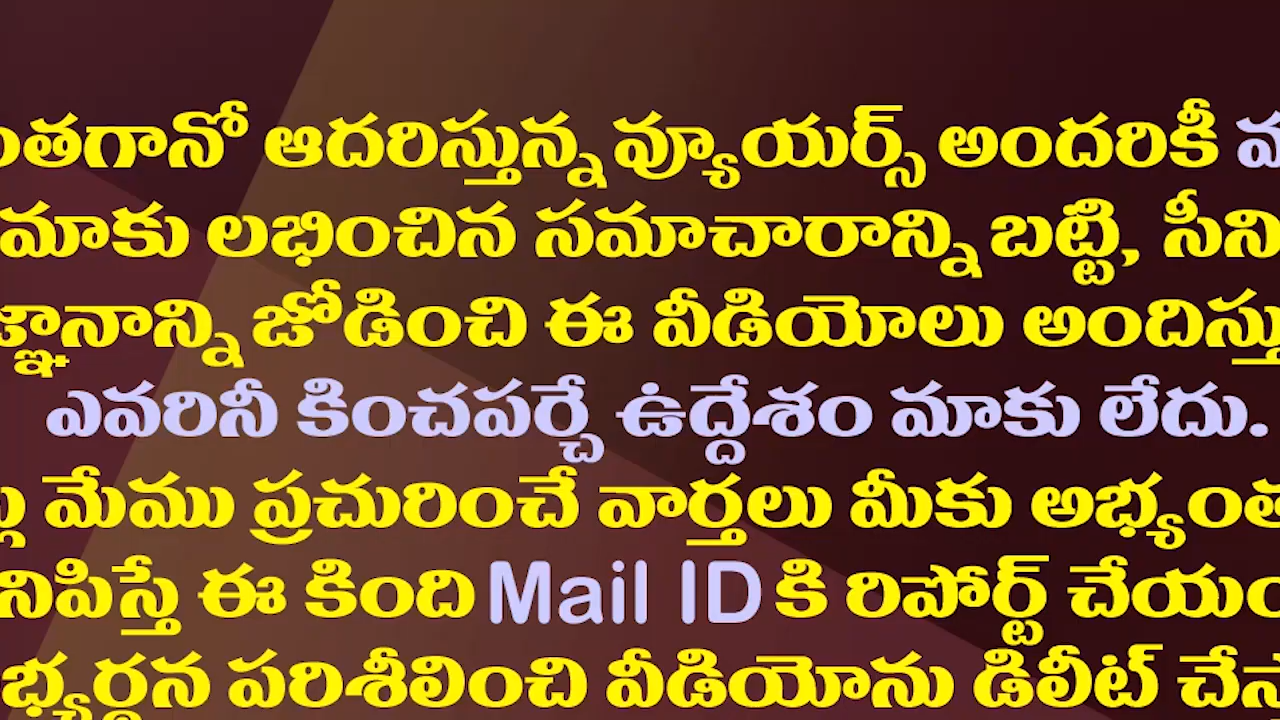 ఆదరిస్తున్న వ్యూయర్స్ అందరికీ
మాకు లభించిన సమాచారాన్ని బట్టి,
జోడించి ఈ వీడియోలు
ఎవరినీ కించపర్చే ఉద్దేశం మాకు లేదు.
మేము ప్రచురించే వార్తలు మీకు
ఈ కింది Mail ID కి రిపోర్ట్
పరిశీలించి వీడియోను డిలీట్